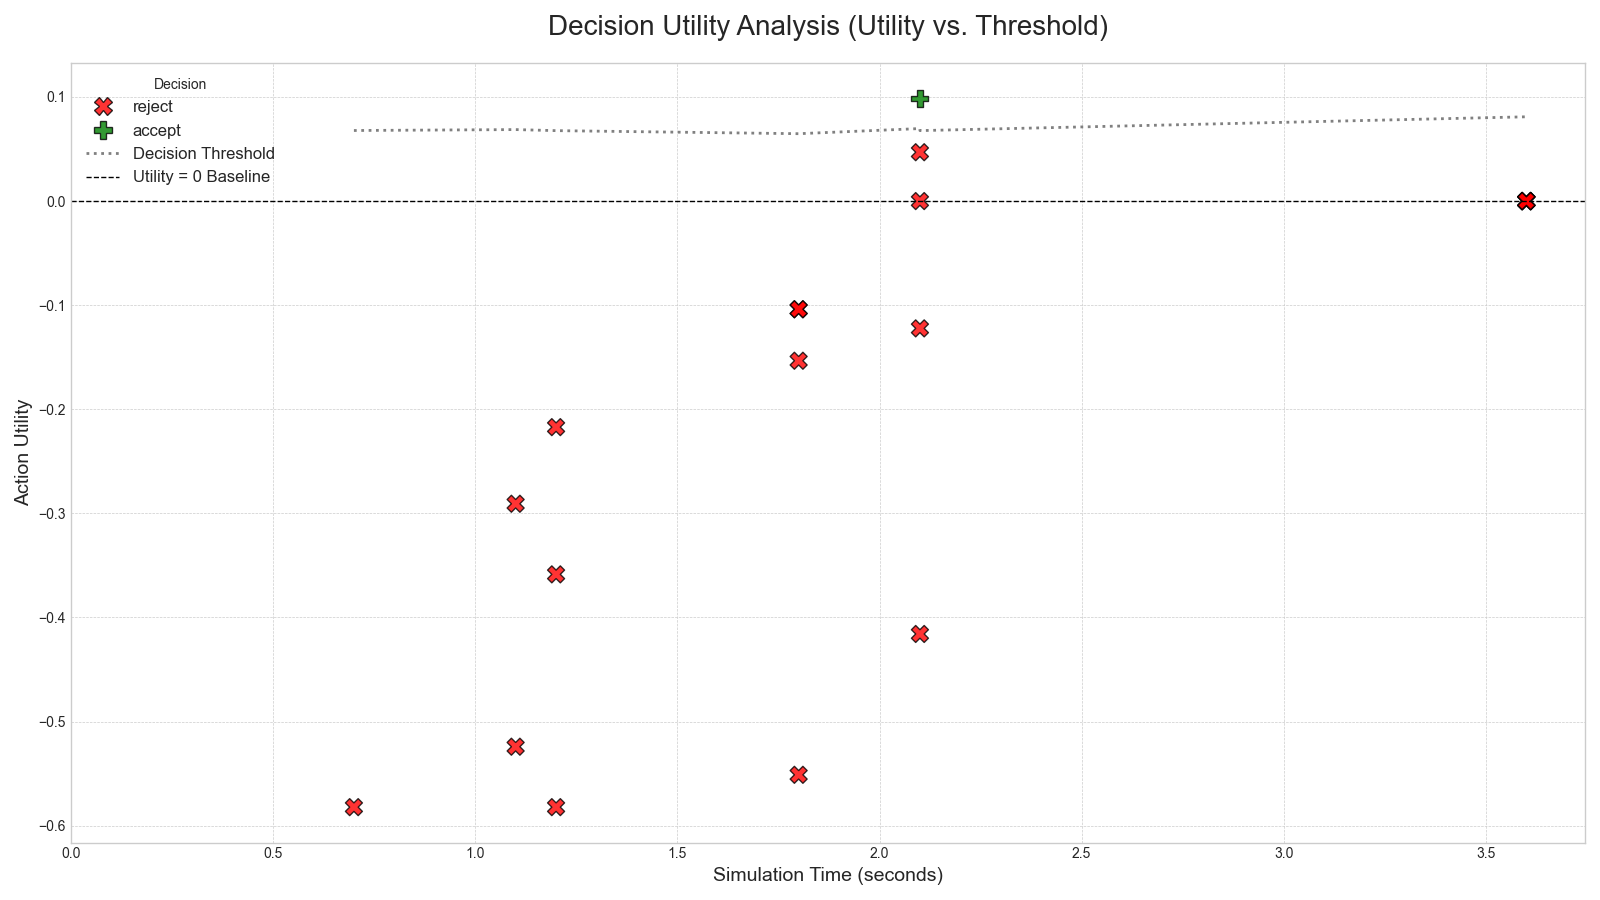 Decision Utility Analysis (Utility vs. Threshold)
Decision
reject
accept
Decision Threshold
Utility = 0 Baseline
0.1
0.0
−0.1
−0.2
−0.3
−0.4
−0.5
−0.6
Action Utility
0.0
0.5
1.0
1.5
2.0
2.5
3.0
3.5
Simulation Time (seconds)